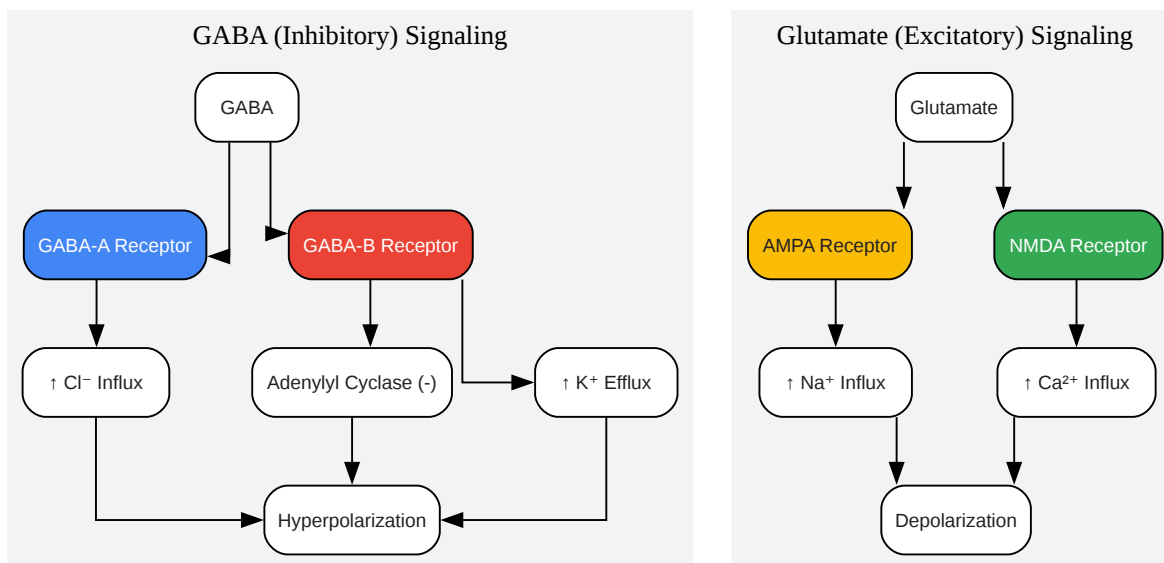 GABA (Inhibitory) Signaling
GABA
GABA-A Receptor
GABA-B Receptor
↑ Cl⁻ Influx
Adenylyl Cyclase (-)
↑ K⁺ Efflux
Hyperpolarization
Glutamate (Excitatory) Signaling
Glutamate
AMPA Receptor
NMDA Receptor
↑ Na⁺ Influx
↑ Ca²⁺ Influx
Depolarization